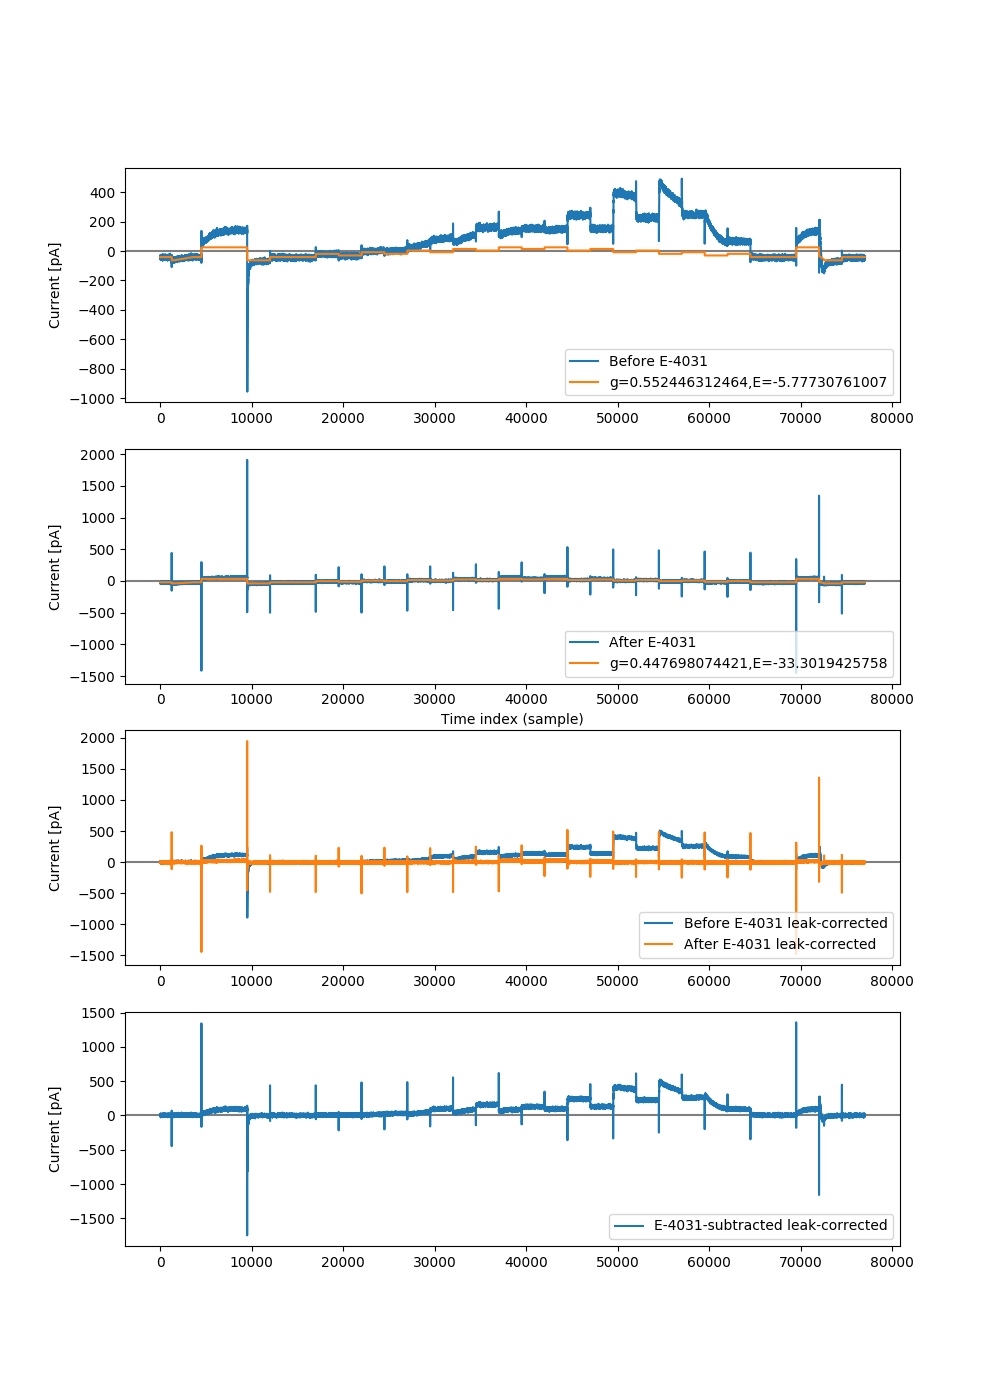 400
200
0
−200
−400
−600
−800
−1000
Current [pA]
Before E-4031
g=0.552446312464,E=-5.77730761007
0 10000 20000 30000 40000 50000 60000 70000 80000
2000
1500
1000
500
0
−500
−1000
−1500
Current [pA]
After E-4031
g=0.447698074421,E=-33.3019425758
0 10000 20000 30000 40000 50000 60000 70000 80000
Time index (sample)
2000
1500
1000
500
0
−500
−1000
−1500
Current [pA]
Before E-4031 leak-corrected
After E-4031 leak-corrected
0 10000 20000 30000 40000 50000 60000 70000 80000
1500
1000
500
0
−500
−1000
−1500
Current [pA]
E-4031-subtracted leak-corrected
0 10000 20000 30000 40000 50000 60000 70000 80000